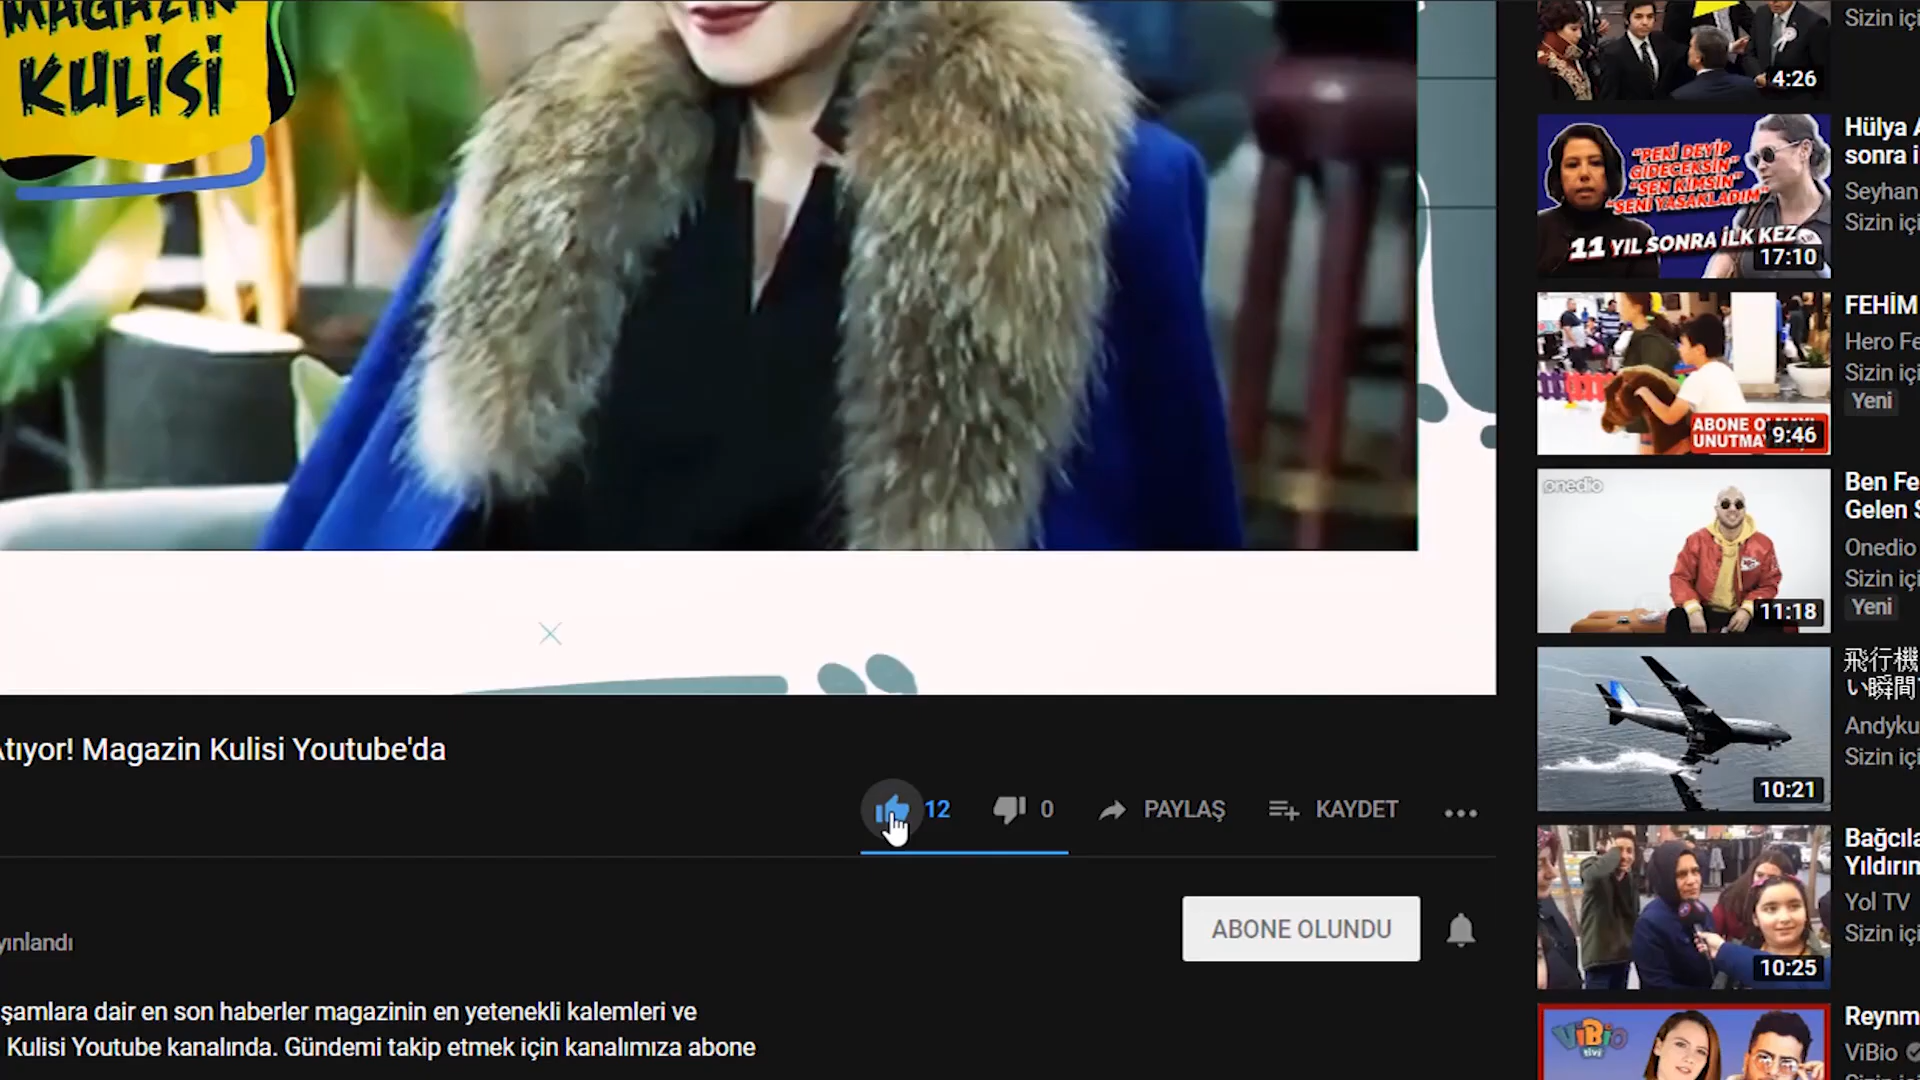 MAGAZİN
KULİSİ
Atıyor! Magazin Kulisi Youtube'da
12
0
PAYLAŞ
KAYDET
ABONE OLUNDU
yınlandı
şamlara dair en son haberler magazinin en yetenekli kalemleri ve
Kulisi Youtube kanalında. Gündemi takip etmek için kanalımıza abone
4:26
Sizin içi
"PEKİ DEYİP
GİDECEKSİN"
"SEN KİMSİN"
"SENİ YASAKLADIM"
11 YIL SONRA İLK KEZ
17:10
Hülya A
sonra i
Seyhan
Sizin içi
ABONE OLMAYI
UNUTMA
9:46
FEHİM
Hero Fe
Sizin içi
Yeni
onedio
11:18
Ben Fe
Gelen S
Onedio
Sizin içi
Yeni
10:21
飛行機
い瞬間
Andyku
Sizin içi
10:25
Bağcıla
Yıldırım
Yol TV
Sizin içi
ViBio
tivi
Reynm
ViBio